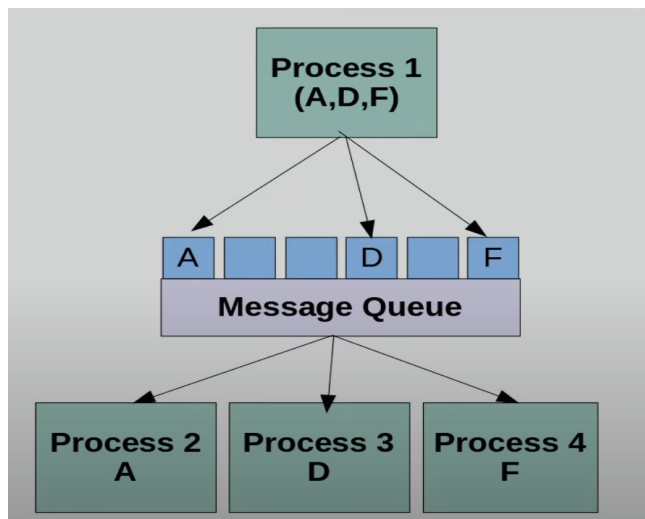 Process 1
(A,D,F)
A D F
Message Queue
Process 2 Process 3 Process 4
A D F